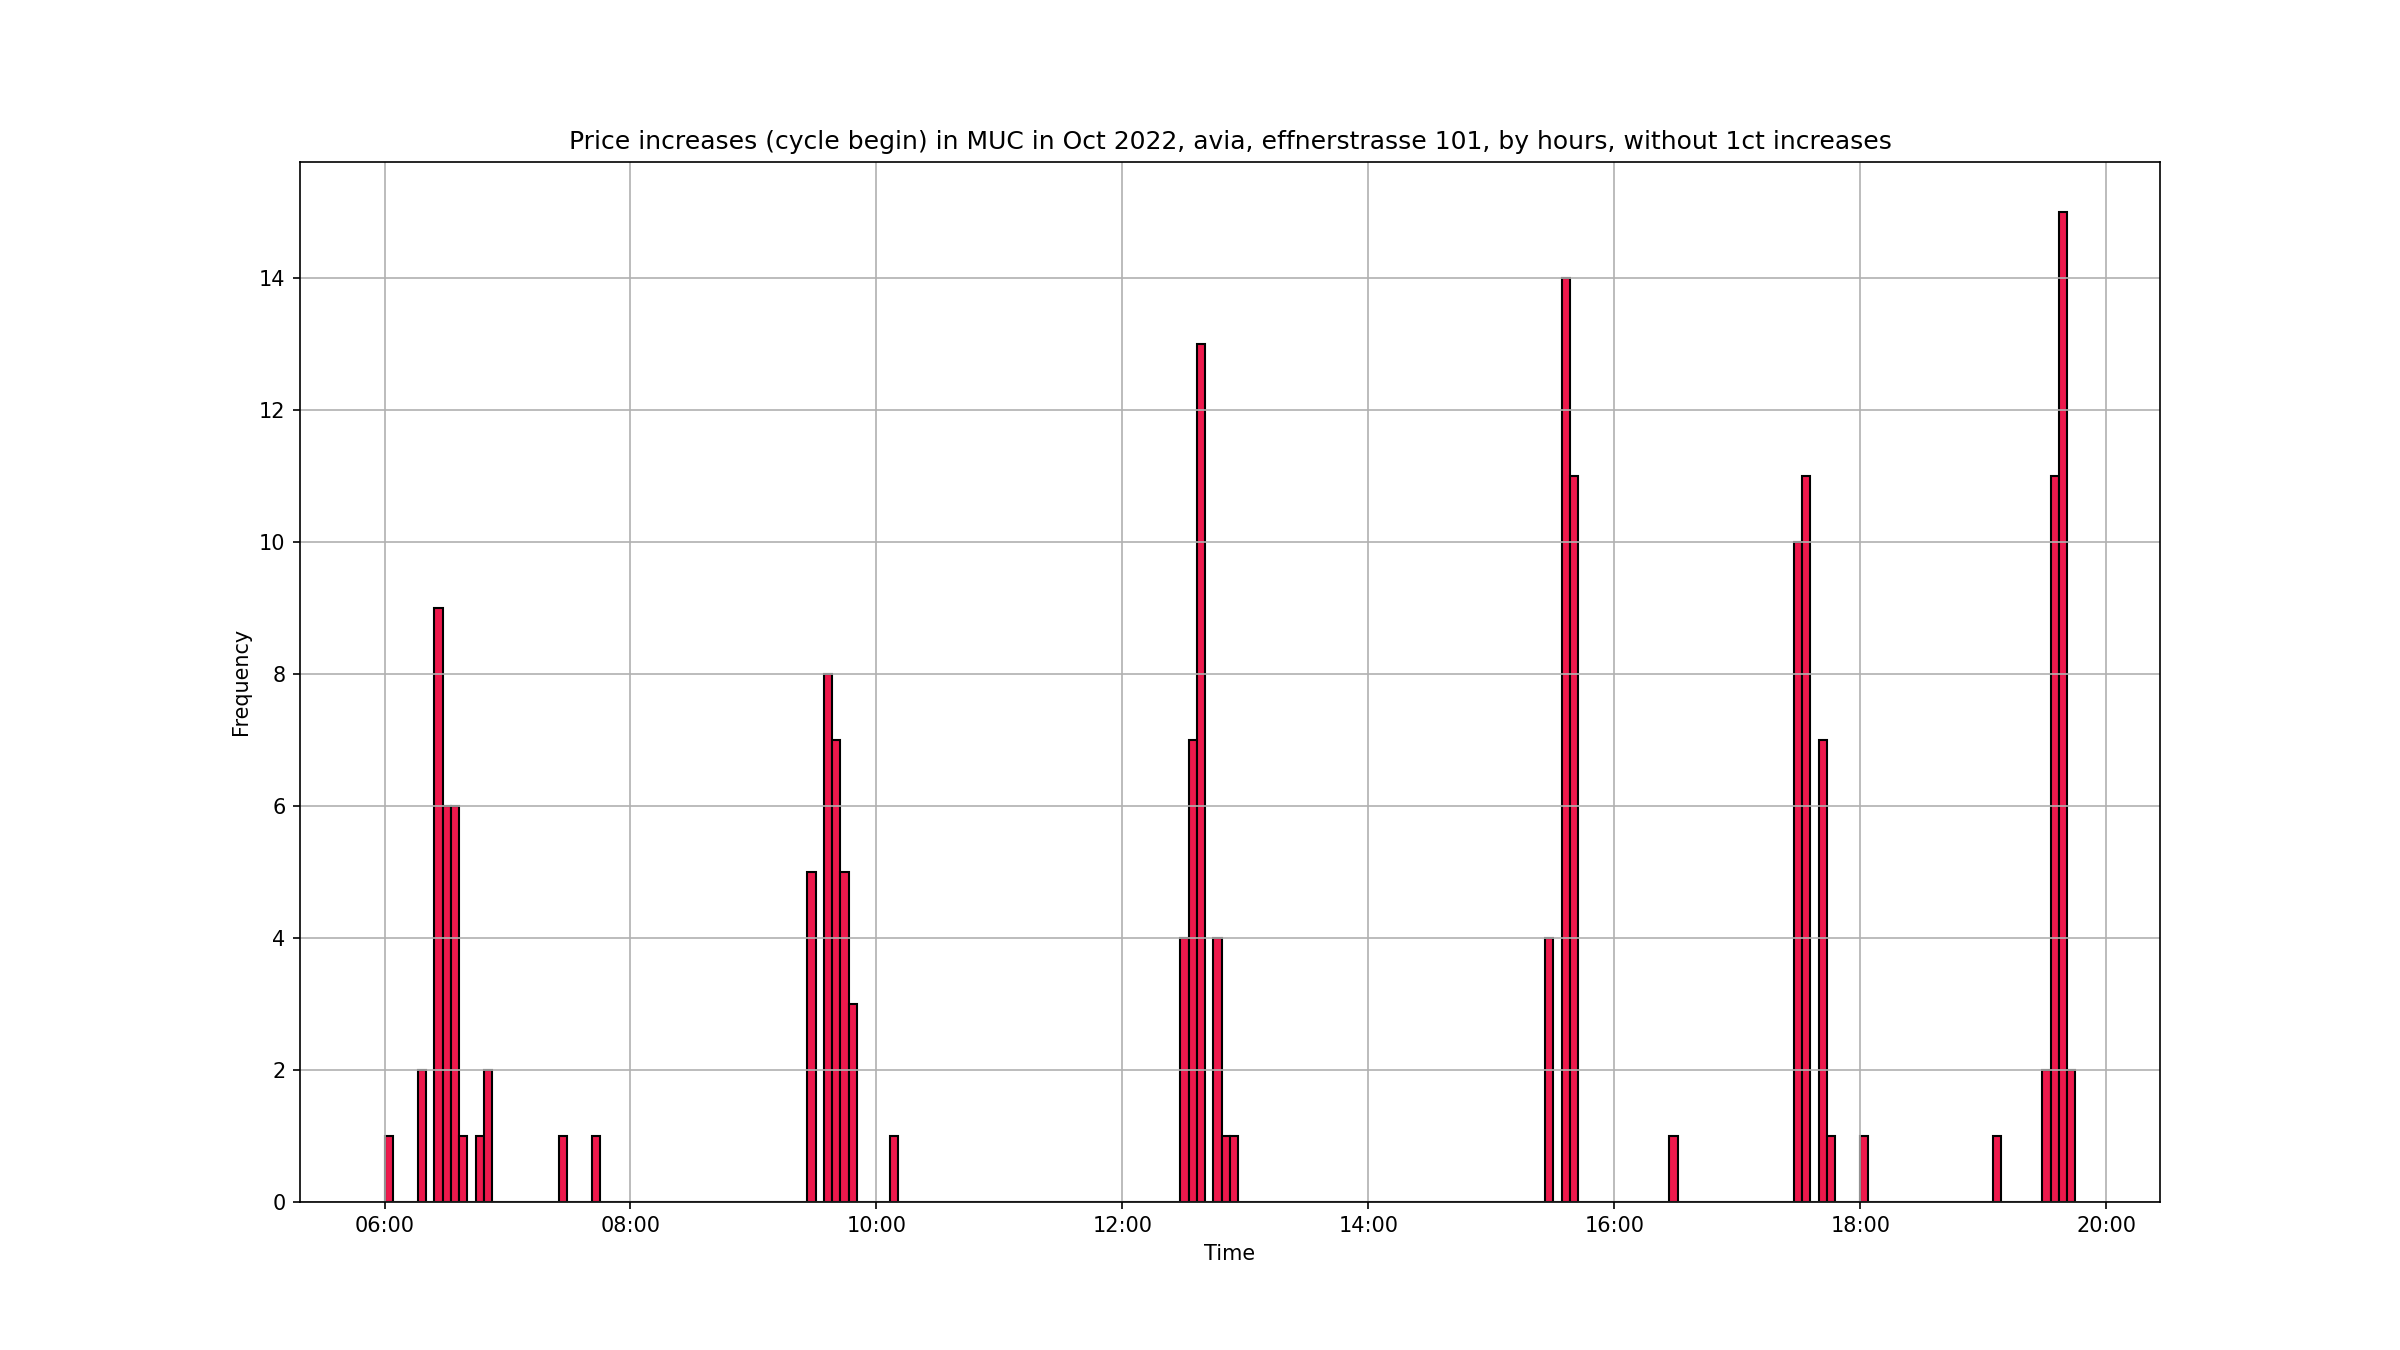 Price increases (cycle begin) in MUC in Oct 2022, avia, effnerstrasse 101, by hours, without 1ct increases
14
12
10
8
6
4
2
0
Frequency
06:00 08:00 10:00 12:00 14:00 16:00 18:00 20:00
Time